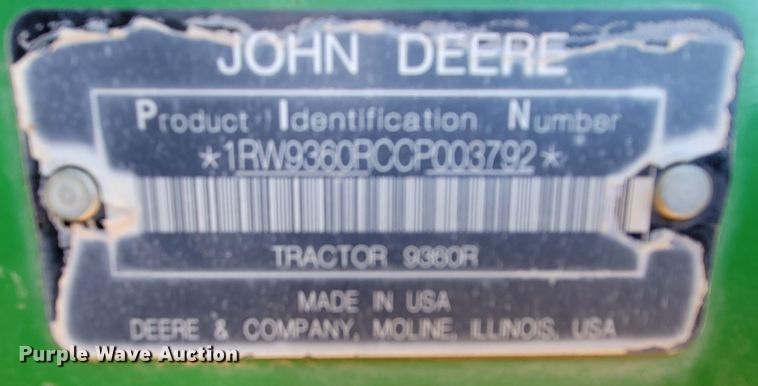 JOHN DEERE
Product Identification Number
*1RW9360RCCP003792*
TRACTOR 9360R
MADE IN USA
DEERE & COMPANY, MOLINE, ILLINOIS, USA
Purple Wave Auction